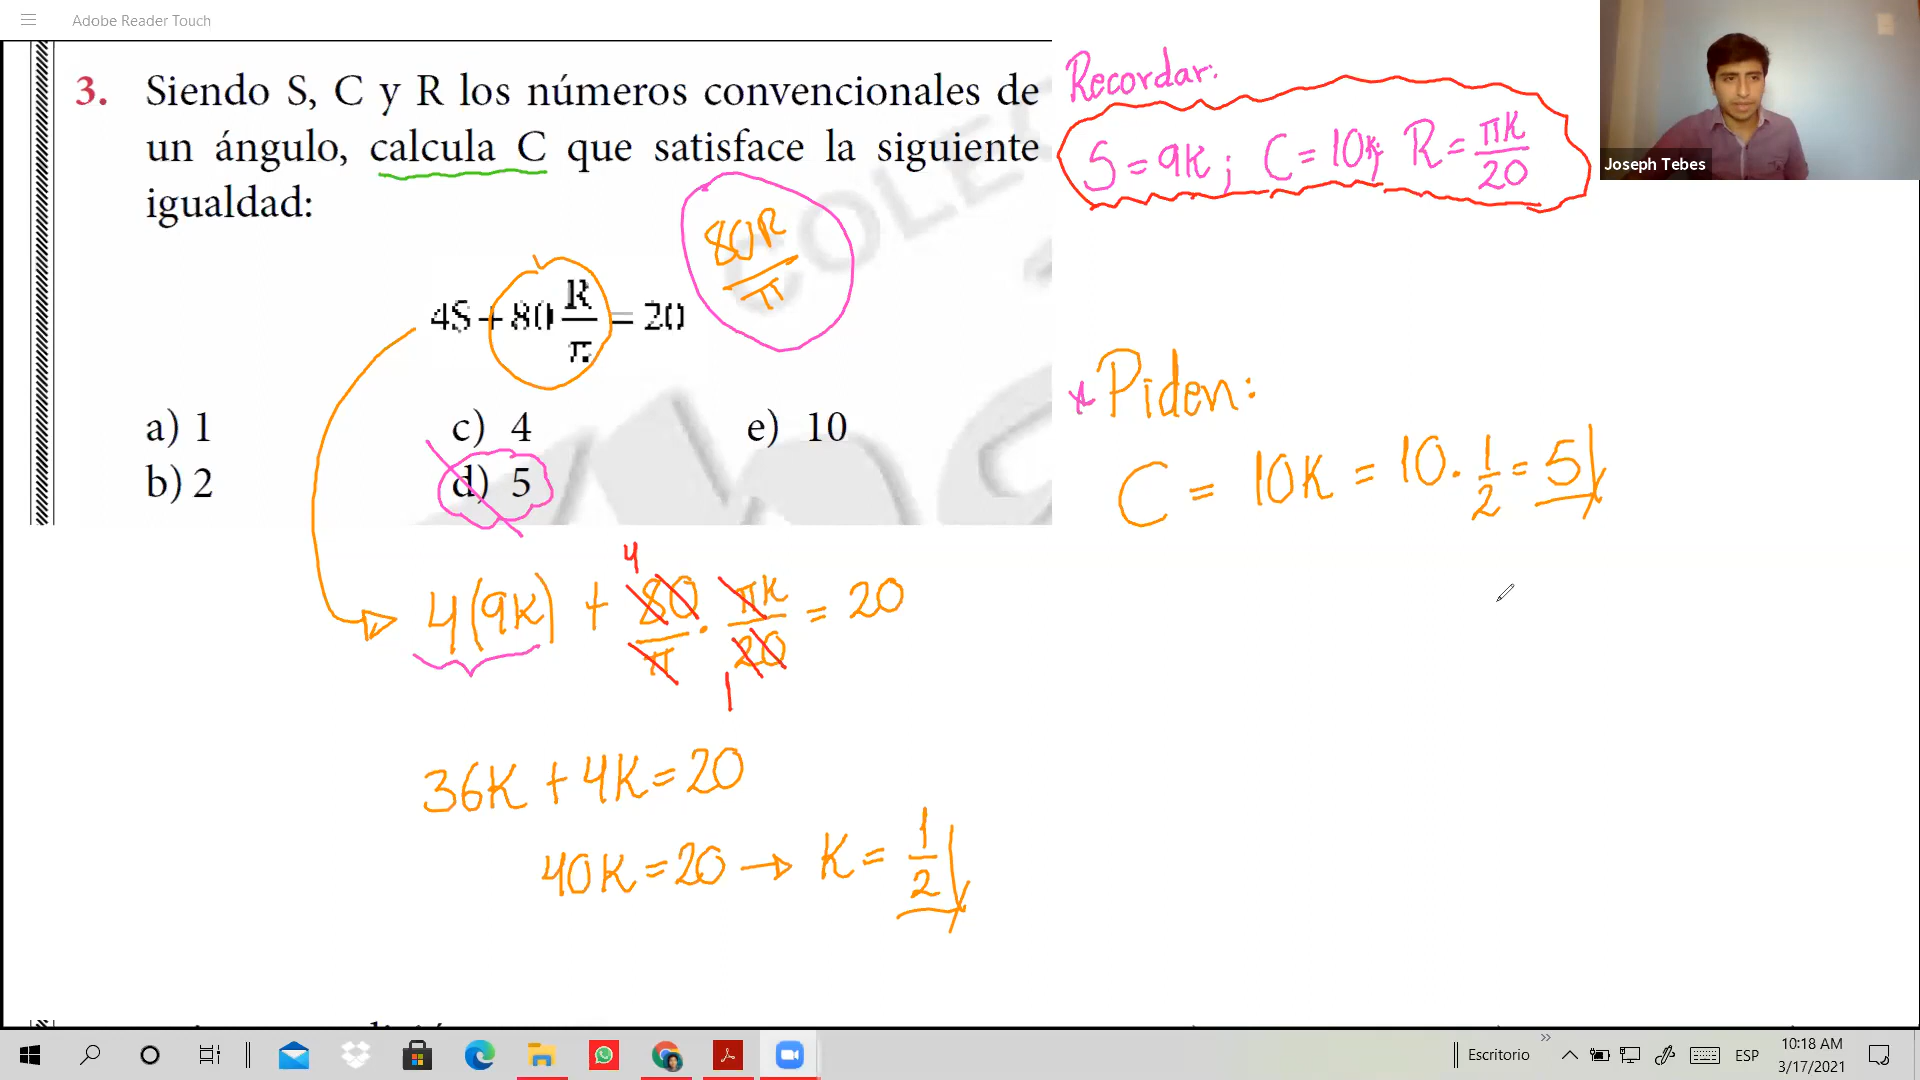 Adobe Reader Touch
3. Siendo S, C y R los números convencionales de
un ángulo, calcula C que satisface la siguiente
igualdad:
80R/π
4S + 80 R/π = 20
a) 1
c) 4
e) 10
b) 2
d) 5
Recordar:
S = 9K ; C = 10K; R = πK/20
Joseph Tebes
* Piden:
C = 10K = 10 . 1/2 = 5
4(9K) + 80/π . πK/20 = 20
4
1
36K + 4K = 20
40K = 20 → K = 1/2
COLE
Escritorio
ESP
10:18 AM
3/17/2021